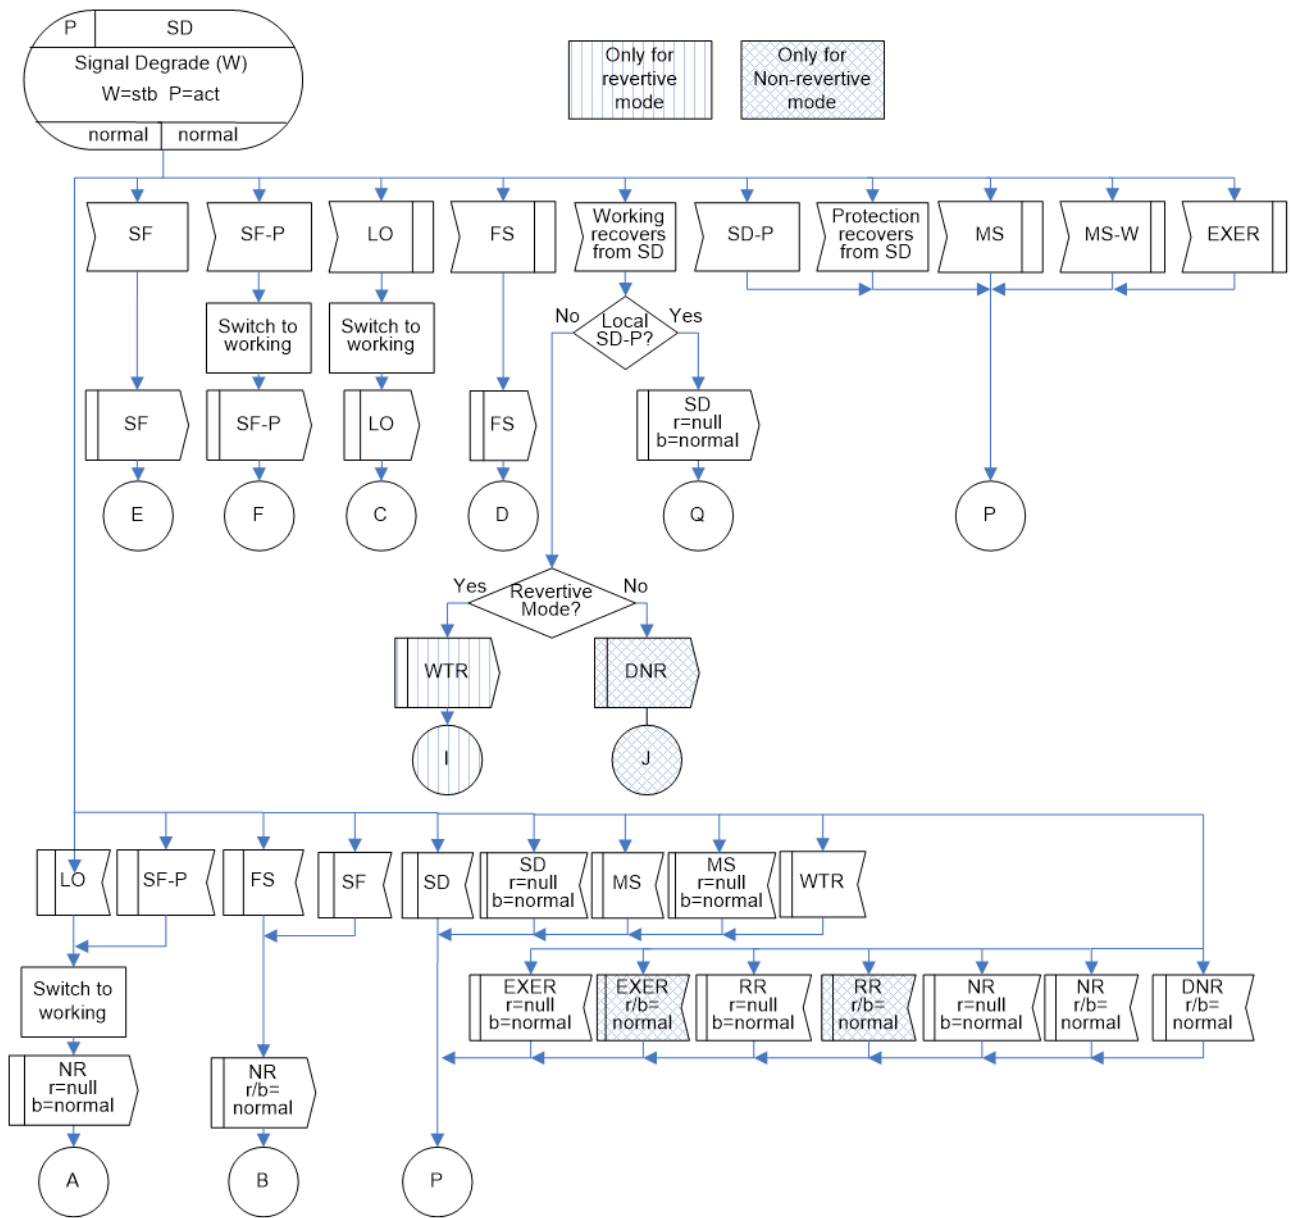 P SD
Signal Degrade (W)
W=stb P=act
normal normal
Only for
revertive
mode
Only for
Non-revertive
mode
SF
SF-P
LO
FS
Working
recovers
from SD
SD-P
Protection
recovers
from SD
MS
MS-W
EXER
Switch to
working
Switch to
working
No
Local
SD-P?
Yes
SF
SF-P
LO
FS
SD
r=null
b=normal
E
F
C
D
Q
P
Yes
Revertive
Mode?
No
WTR
DNR
I
J
LO
SF-P
FS
SF
SD
SD
r=null
b=normal
MS
MS
r=null
b=normal
WTR
Switch to
working
EXER
r=null
b=normal
EXER
r/b=
normal
RR
r=null
b=normal
RR
r/b=
normal
NR
r=null
b=normal
NR
r/b=
normal
DNR
r/b=
normal
NR
r=null
b=normal
NR
r/b=
normal
A
B
P